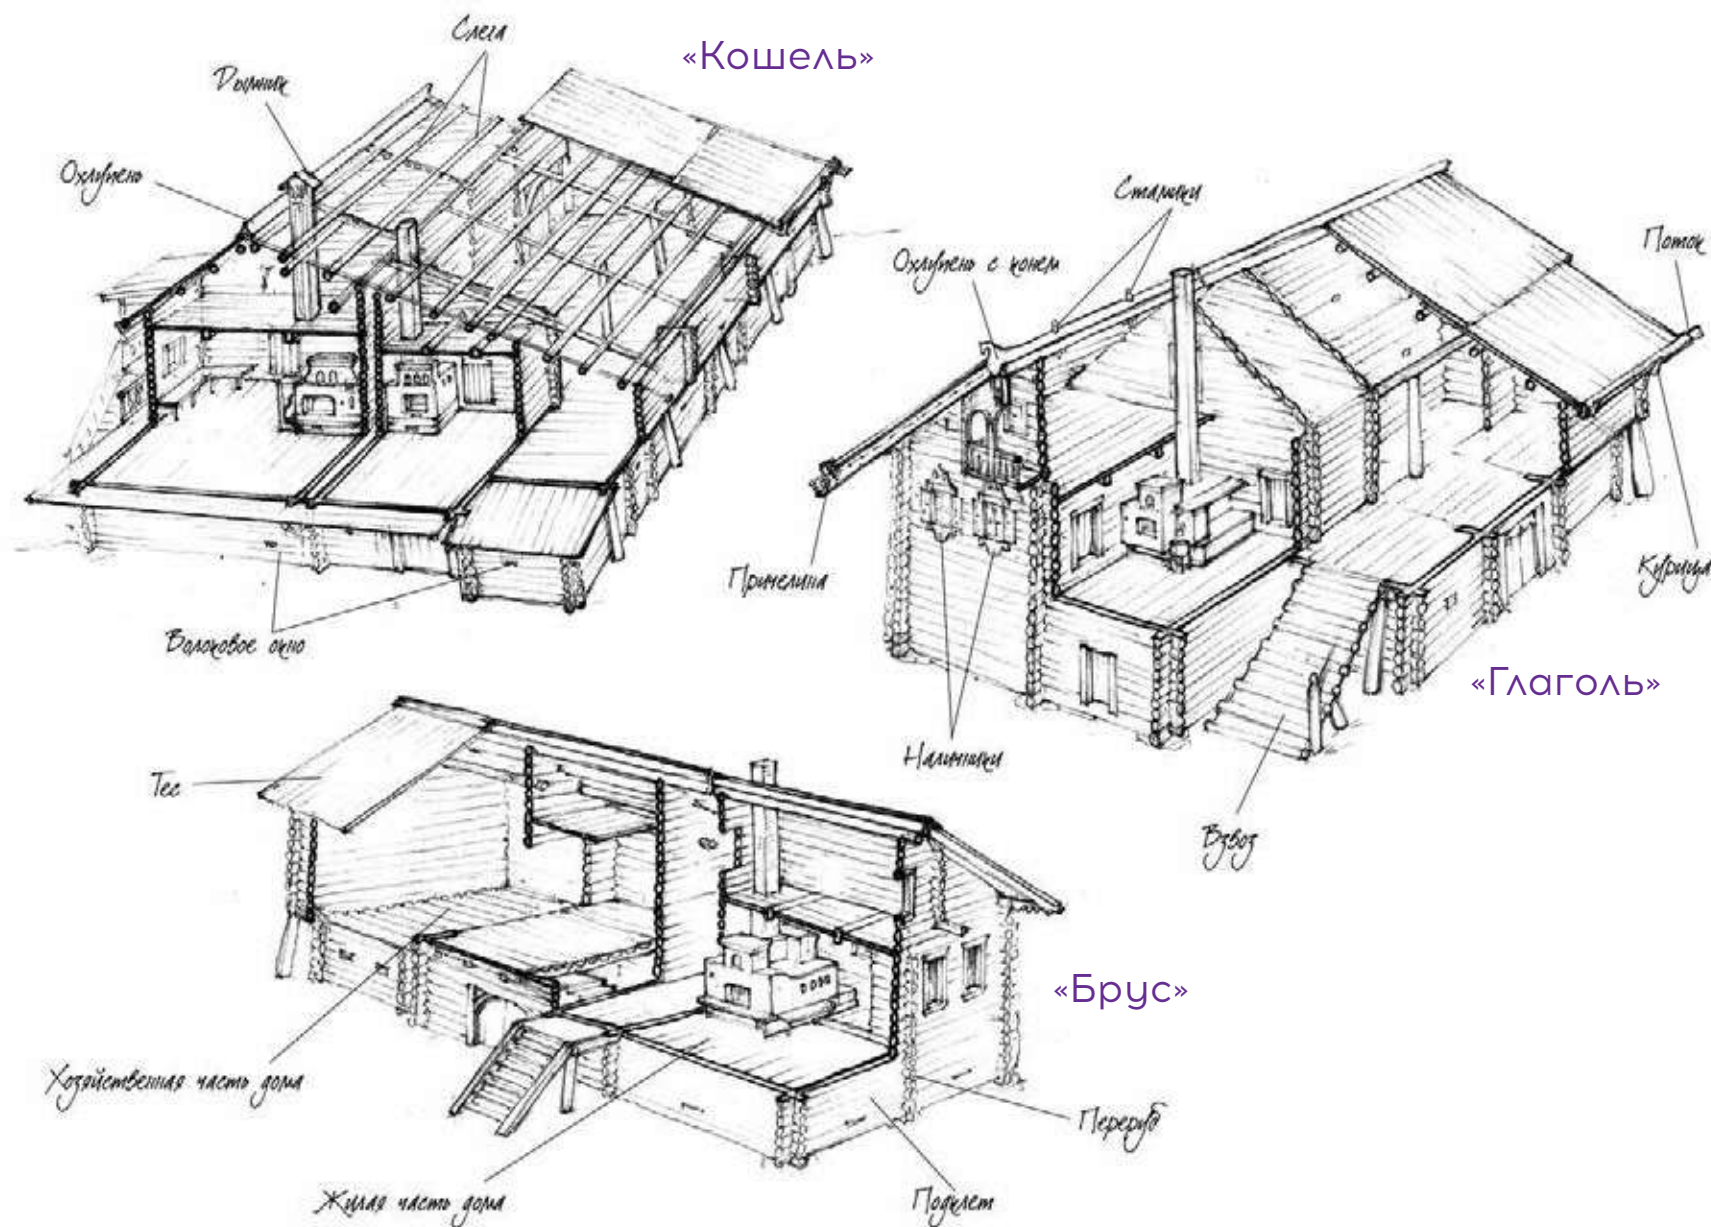 Слега
«Кошель»
Дымник
Охлупень
Волоковое окно
Стамики
Охлупень с конем
Поток
Причелина
Курица
«Глаголь»
Наличники
Взвоз
Тес
«Брус»
Хозяйственная часть дома
Переруб
Жилая часть дома
Подклет